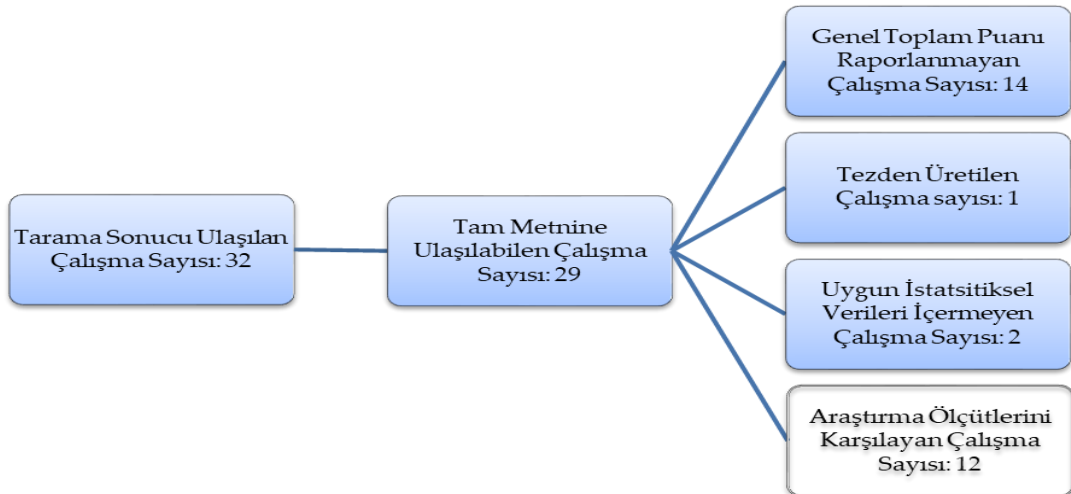 Tarama Sonucu Ulaşılan
Çalışma Sayısı: 32
Tam Metnine
Ulaşılabilen Çalışma
Sayısı: 29
Genel Toplam Puanı
Raporlanmayan
Çalışma Sayısı: 14
Tezden Üretilen
Çalışma sayısı: 1
Uygun İstatsitiksel
Verileri İçermeyen
Çalışma Sayısı: 2
Araştırma Ölçütlerini
Karşılayan Çalışma
Sayısı: 12